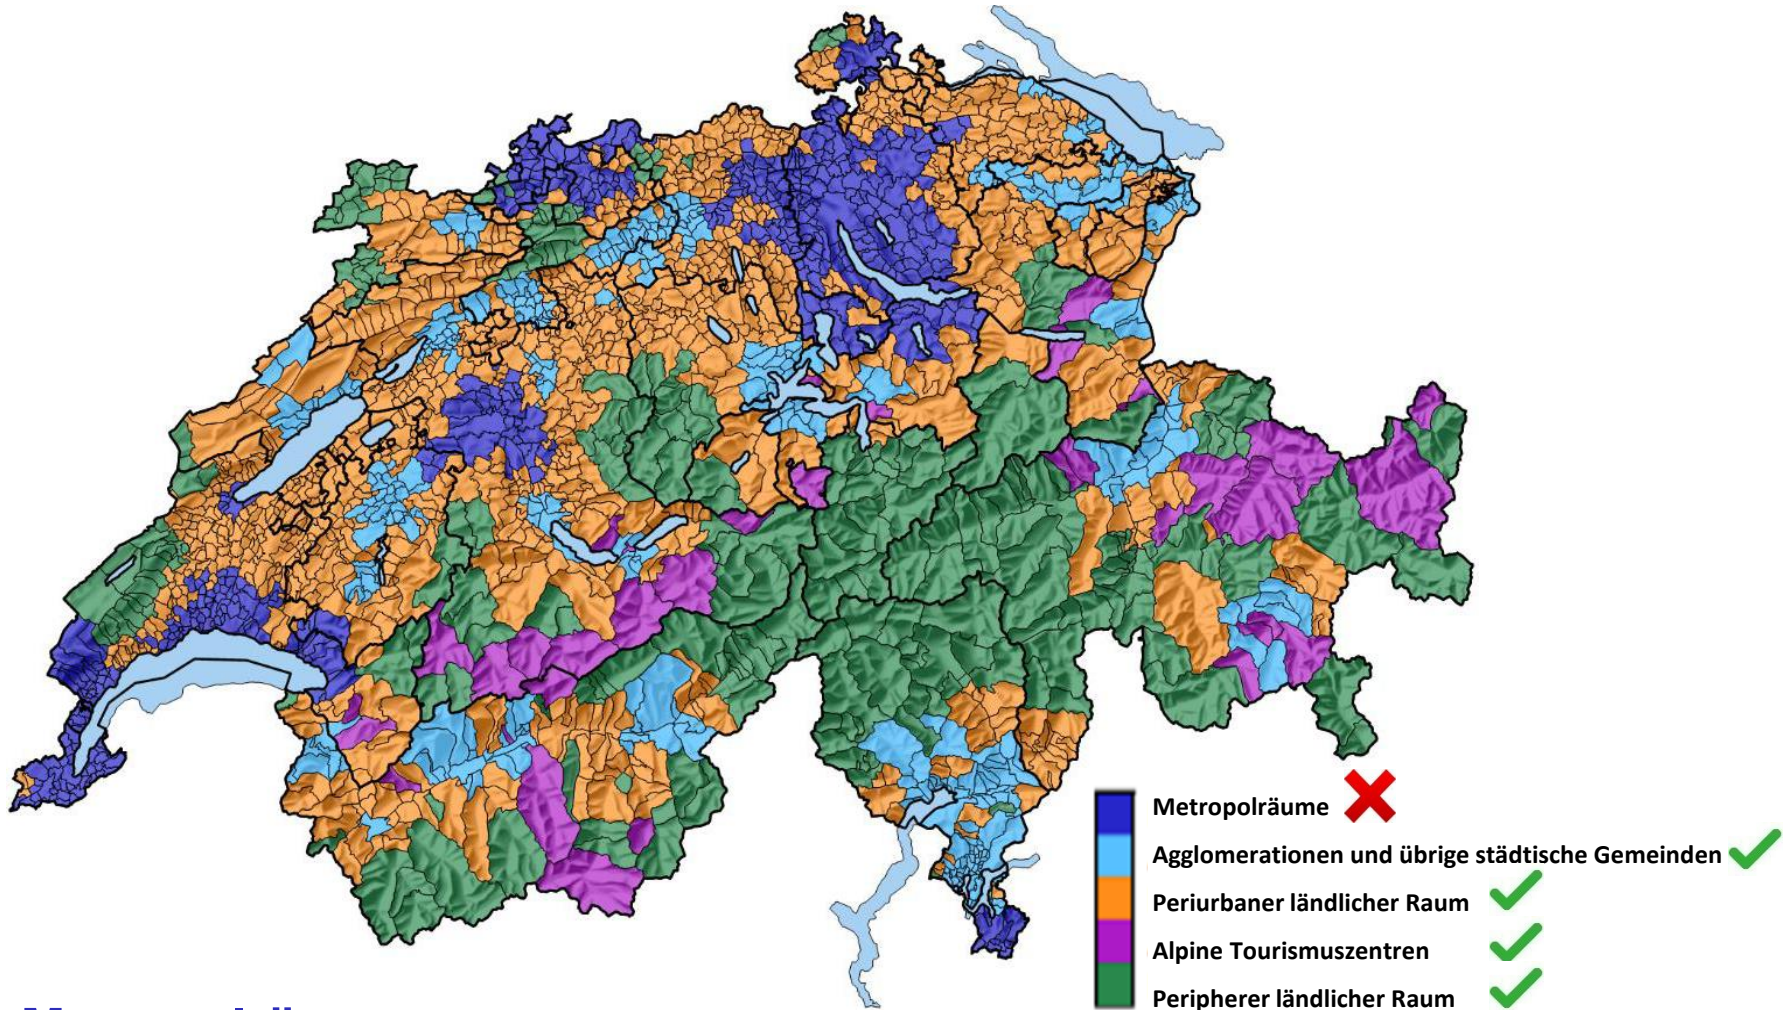 Metropolräume
Agglomerationen und übrige städtische Gemeinden
Periurbaner ländlicher Raum
Alpine Tourismuszentren
Peripherer ländlicher Raum